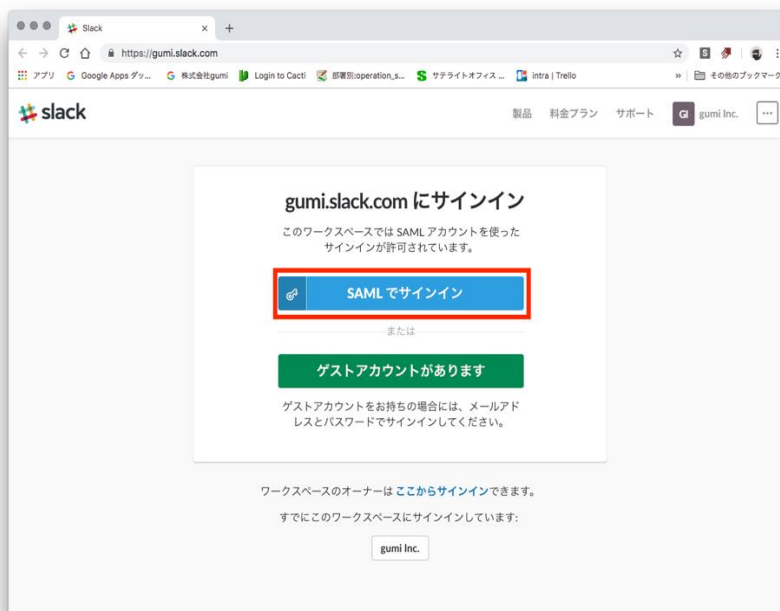 Slack
https://gumi.slack.com
アプリ Google Apps ダッ... 株式会社gumi Login to Cacti 部署別:operation_s... サテライトオフィス ... intra | Trello » その他のブックマーク
slack 製品 料金プラン サポート GI gumi Inc. ...
gumi.slack.com にサインイン
このワークスペースでは SAML アカウントを使った
サインインが許可されています。
SAML でサインイン
または
ゲストアカウントがあります
ゲストアカウントをお持ちの場合には、メールアド
レスとパスワードでサインインしてください。
ワークスペースのオーナーは ここからサインインできます。
すでにこのワークスペースにサインインしています:
gumi Inc.